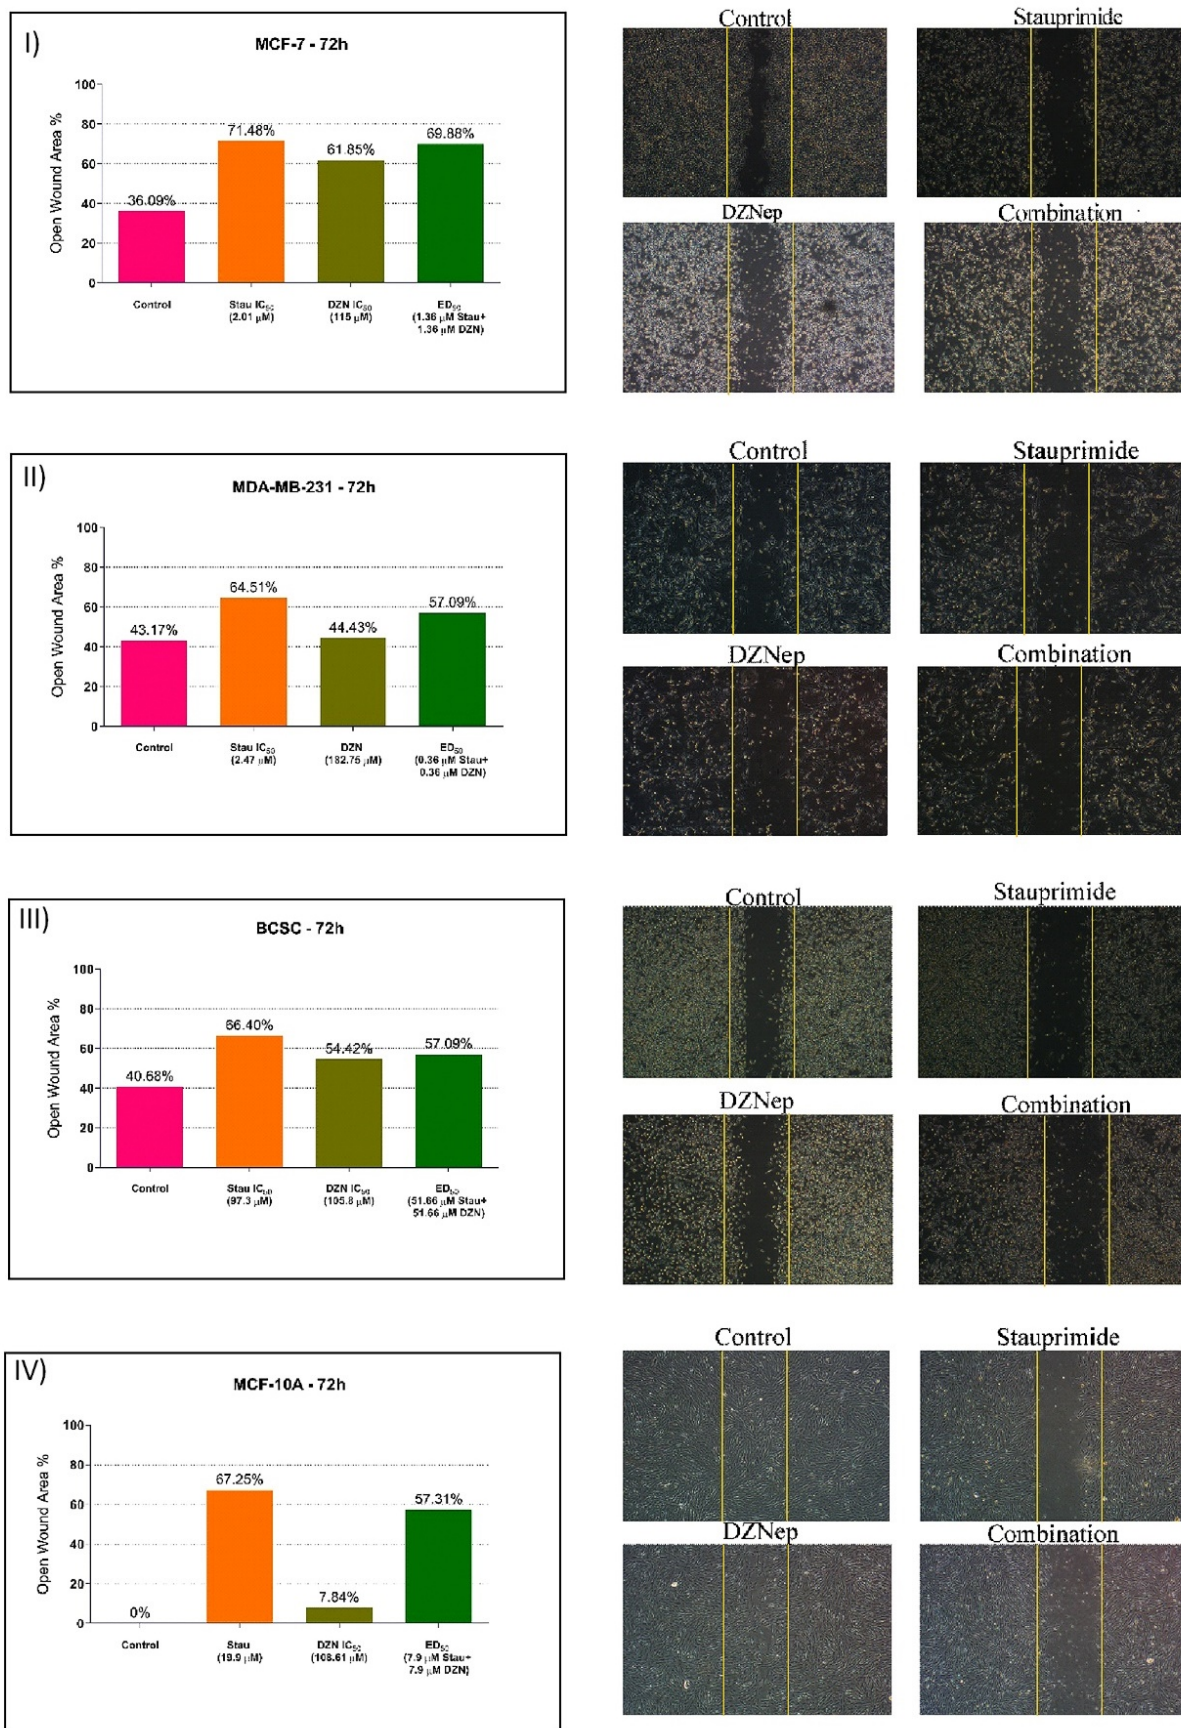 I)
MCF-7 - 72h
Open Wound Area %
100
80
60
40
20
0
36.09%
71.48%
61.85%
69.88%
Control
Stau IC50
(2.01 μM)
DZN IC50
(115 μM)
ED50
(1.36 μM Stau+
1.36 μM DZN)
Control
Stauprimide
DZNep
Combination
II)
MDA-MB-231 - 72h
Open Wound Area %
100
80
60
40
20
0
43.17%
64.51%
44.43%
57.09%
Control
Stau IC50
(2.47 μM)
DZN
(182.75 μM)
ED50
(0.36 μM Stau+
0.36 μM DZN)
Control
Stauprimide
DZNep
Combination
III)
BCSC - 72h
Open Wound Area %
100
80
60
40
20
0
40.68%
66.40%
54.42%
57.09%
Control
Stau IC50
(97.3 μM)
DZN IC50
(105.8 μM)
ED50
(51.66 μM Stau+
51.66 μM DZN)
Control
Stauprimide
DZNep
Combination
IV)
MCF-10A - 72h
Open Wound Area %
100
80
60
40
20
0
0%
67.25%
7.84%
57.31%
Control
Stau
(19.9 μM)
DZN IC50
(108.61 μM)
ED50
(7.9 μM Stau+
7.9 μM DZN)
Control
Stauprimide
DZNep
Combination